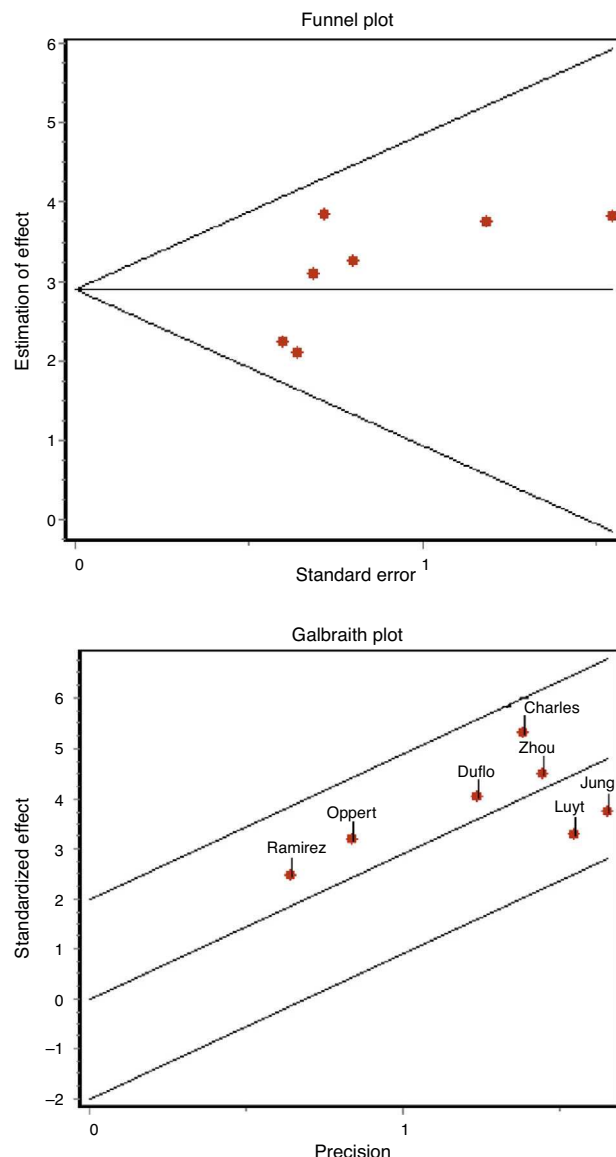 Funnel plot
6
5
4
3
2
1
0
Estimation of effect
0
1
Standard error
Galbraith plot
6
5
4
3
2
1
0
–1
–2
Standardized effect
Charles
Zhou
Duflo
Jung
Luyt
Oppert
Ramirez
0
1
Precision